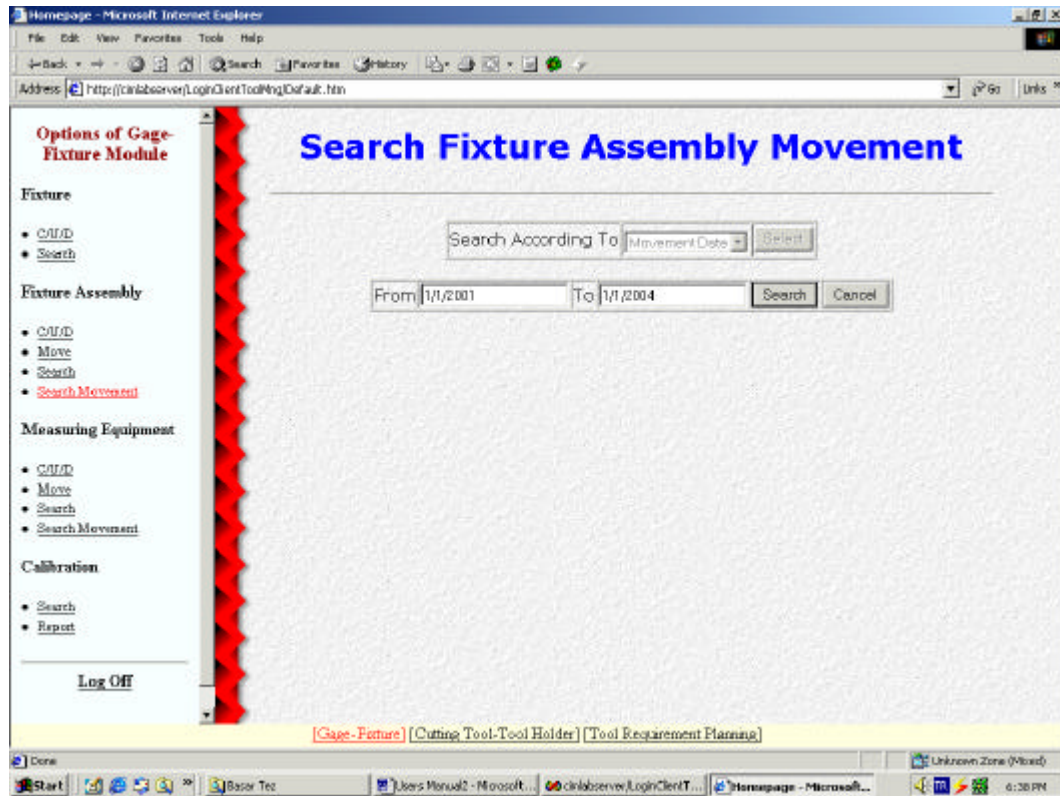 Homepage - Microsoft Internet Explorer
File Edit View Favorites Tools Help
Back Search Favorites History
Address http://cimlabserver/LoginClientToolMng/Default.htm Go Links
Options of Gage-
Fixture Module
Fixture
C/U/D
Search
Fixture Assembly
C/U/D
Move
Search
Search Movement
Measuring Equipment
C/U/D
Move
Search
Search Movement
Calibration
Search
Report
Log Off
Search Fixture Assembly Movement
Search According To Movement Date Select
From 1/1/2001 To 1/1/2004 Search Cancel
[Gage-Fixture] [Cutting Tool-Tool Holder] [Tool Requirement Planning]
Done Unknown Zone (Mixed)
Start Basar Tez Users Manual2 - Microsoft... cimlabserver/LoginClientT... Homepage - Microsoft... 6:38 PM